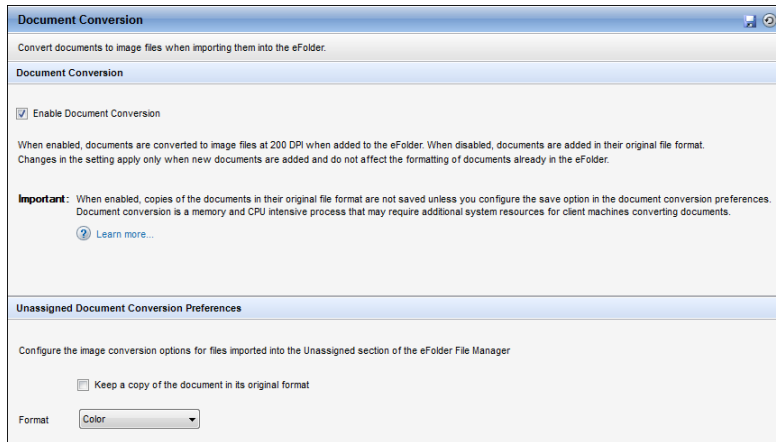 Document Conversion
Convert documents to image files when importing them into the eFolder.
Document Conversion
Enable Document Conversion
When enabled, documents are converted to image files at 200 DPI when added to the eFolder. When disabled, documents are added in their original file format.
Changes in the setting apply only when new documents are added and do not affect the formatting of documents already in the eFolder.
Important: When enabled, copies of the documents in their original file format are not saved unless you configure the save option in the document conversion preferences.
Document conversion is a memory and CPU intensive process that may require additional system resources for client machines converting documents.
? Learn more...
Unassigned Document Conversion Preferences
Configure the image conversion options for files imported into the Unassigned section of the eFolder File Manager
Keep a copy of the document in its original format
Format Color